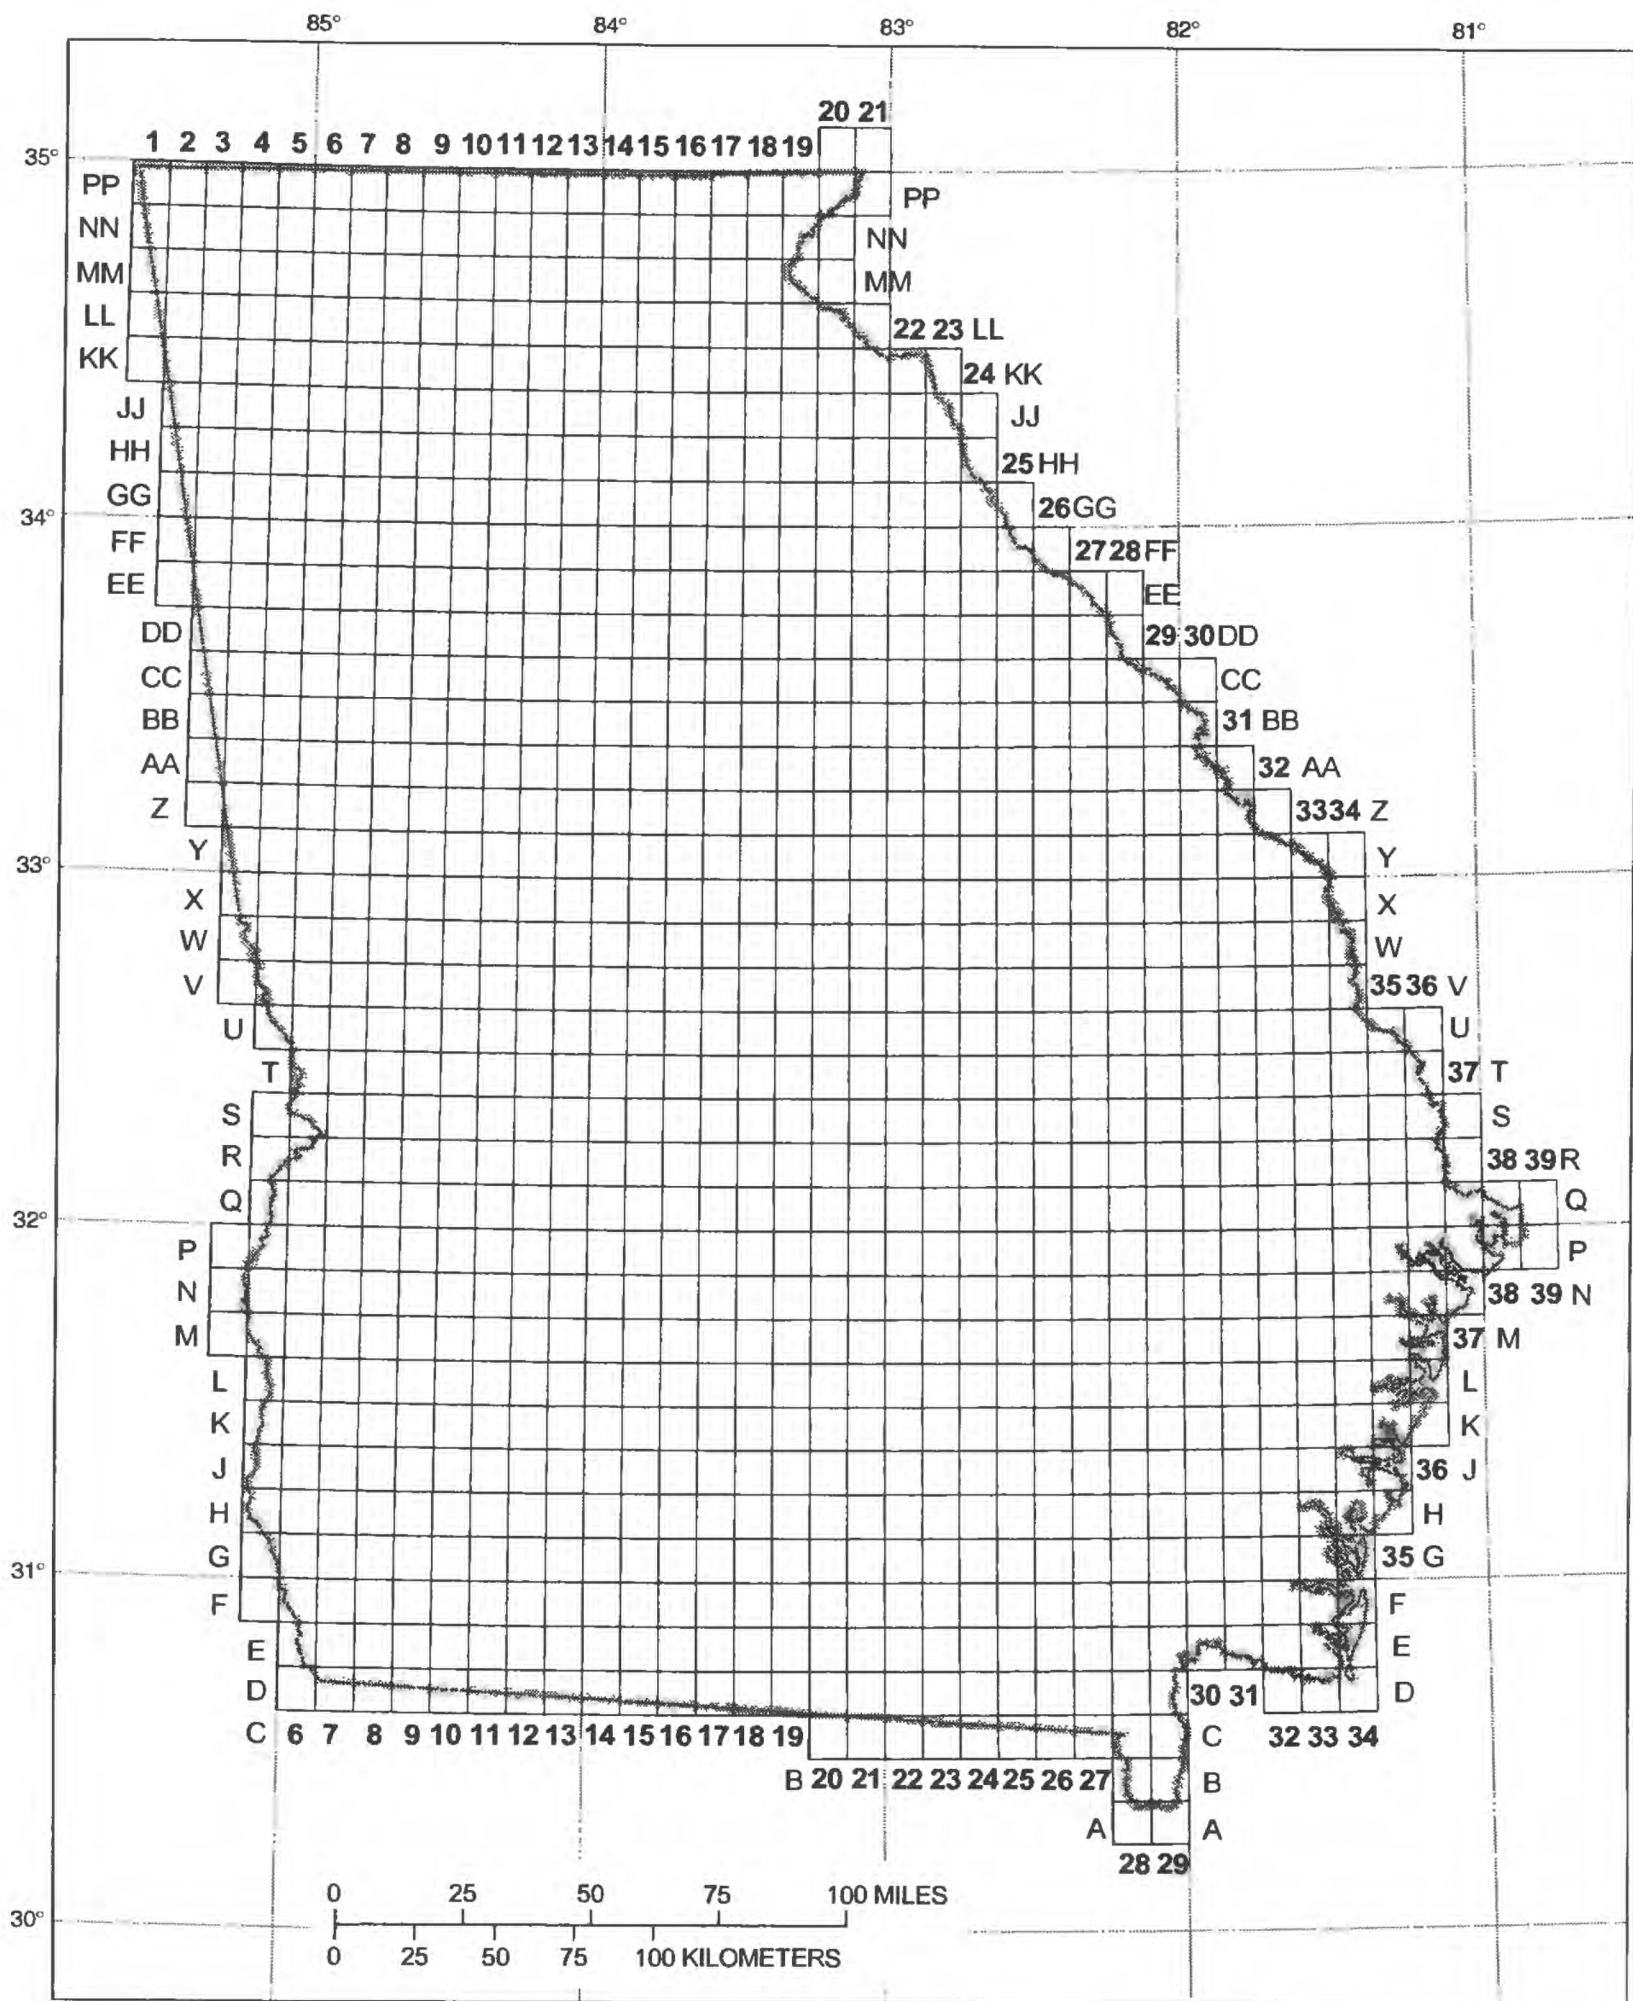 85° 84° 83° 82° 81°
20 21
1 2 3 4 5 6 7 8 9 10 11 12 13 14 15 16 17 18 19
35°
PP PP
NN NN
MM MM
LL 22 23 LL
KK 24 KK
JJ JJ
HH 25 HH
GG 26 GG
34°
FF 27 28 FF
EE EE
DD 29 30 DD
CC CC
BB 31 BB
AA 32 AA
Z 33 34 Z
Y Y
33°
X X
W W
V 35 36 V
U U
T 37 T
S S
R 38 39 R
Q Q
32°
P P
N 38 39 N
M 37 M
L L
K K
J 36 J
H H
G 35 G
31°
F F
E E
D 30 31 D
C 6 7 8 9 10 11 12 13 14 15 16 17 18 19 C 32 33 34
B 20 21 22 23 24 25 26 27 B
A A
28 29
0 25 50 75 100 MILES
30°
0 25 50 75 100 KILOMETERS